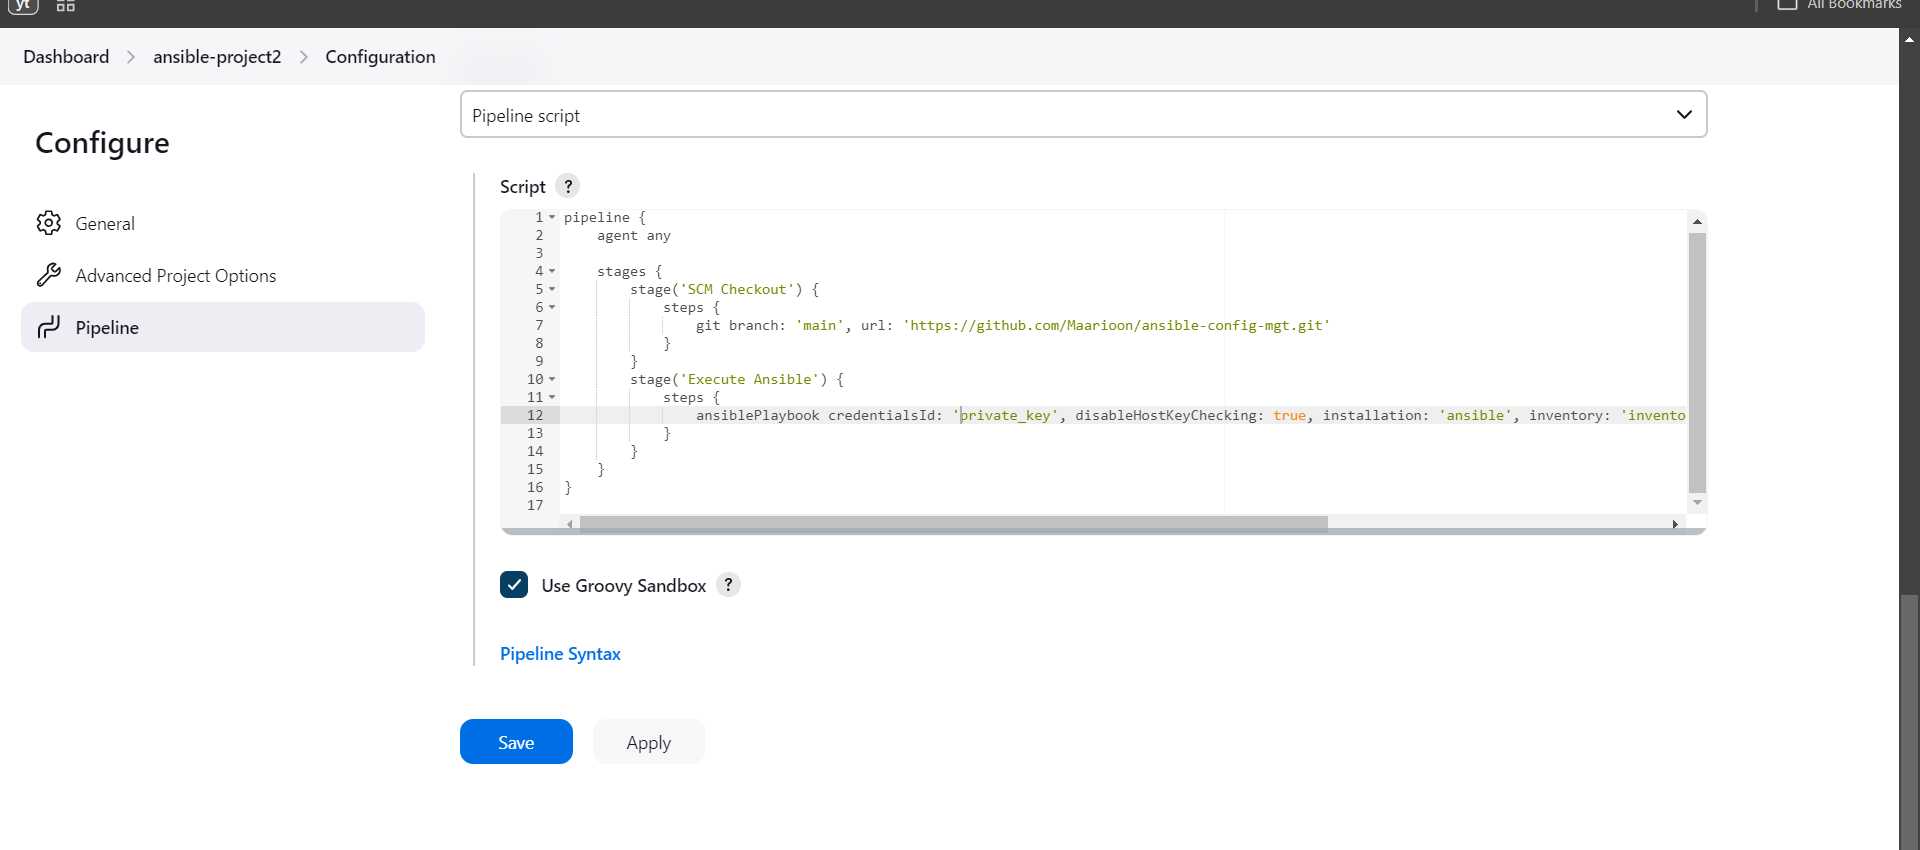 yt
All Bookmarks
Dashboard > ansible-project2 > Configuration
Configure
General
Advanced Project Options
Pipeline
Pipeline script
Script ?
1 pipeline {
2     agent any
3
4     stages {
5         stage('SCM Checkout') {
6             steps {
7                 git branch: 'main', url: 'https://github.com/Maarioon/ansible-config-mgt.git'
8             }
9         }
10         stage('Execute Ansible') {
11             steps {
12                 ansiblePlaybook credentialsId: 'private_key', disableHostKeyChecking: true, installation: 'ansible', inventory: 'invento
13             }
14         }
15     }
16 }
17
Use Groovy Sandbox ?
Pipeline Syntax
Save
Apply